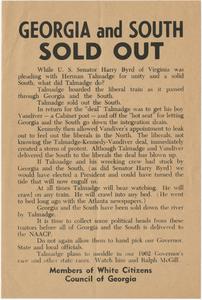 GEORGIA and SOUTH
SOLD OUT
While U. S. Senator Harry Byrd of Virginia was
pleading with Herman Talmadge for unity and a solid
South, what did Talmadge do?
Talmadge boarded the liberal train as it passed
through Georgia and the South.
Talmadge sold out the South.
In return for the "deal" Talmadge was to get his boy
Vandiver — a Cabinet post — and off the "hot seat" for letting
Georgia and the South go down the integration drain.
Kennedy then allowed Vandiver's appointment to leak
out to feel out the liberals in the North. The liberals, not
knowing the Talmadge-Kennedy-Vandiver deal, immediately
created a storm of protest. Although Talmadge and Vandiver
delivered the South to the liberals the deal has blown up.
If Talmadge and his wrecking crew had stuck by
Georgia and the South, as did Senator Harry Byrd we
would have elected a President and could have turned the
tide that will now engulf us.
At all times Talmadge will bear watching. He will
crawl on any train. He will crawl into any bed. (He went
to bed long ago with the Atlanta newspapers.)
Georgia and the South have been sold down the river
by Talmadge.
It is time to collect some political heads from these
traitors before all of Georgia and the South is delivered to
the NAACP.
Do not again allow them to hand pick our Governor,
State and local officials.
Talmadge plans to meddle in our 1962 Governor's
race and other state races. Watch him and Ralph McGill.
Members of White Citizens
Council of Georgia